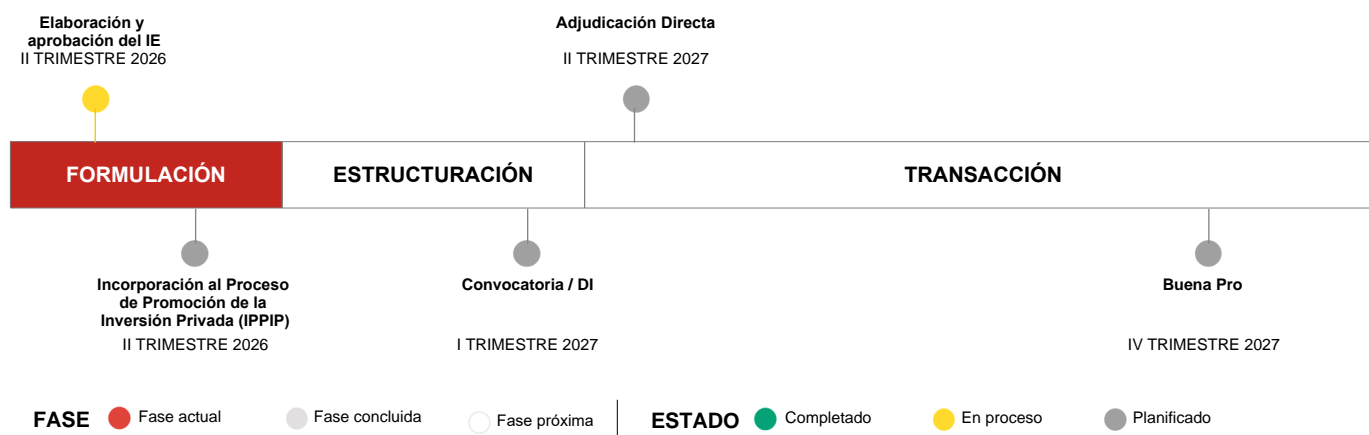 Elaboración y
aprobación del IE
II TRIMESTRE 2026
Adjudicación Directa
II TRIMESTRE 2027
FORMULACIÓN
ESTRUCTURACIÓN
TRANSACCIÓN
Incorporación al Proceso
de Promoción de la
Inversión Privada (IPPIP)
II TRIMESTRE 2026
Convocatoria / DI
I TRIMESTRE 2027
Buena Pro
IV TRIMESTRE 2027
FASE
Fase actual
Fase concluida
Fase próxima
ESTADO
Completado
En proceso
Planificado